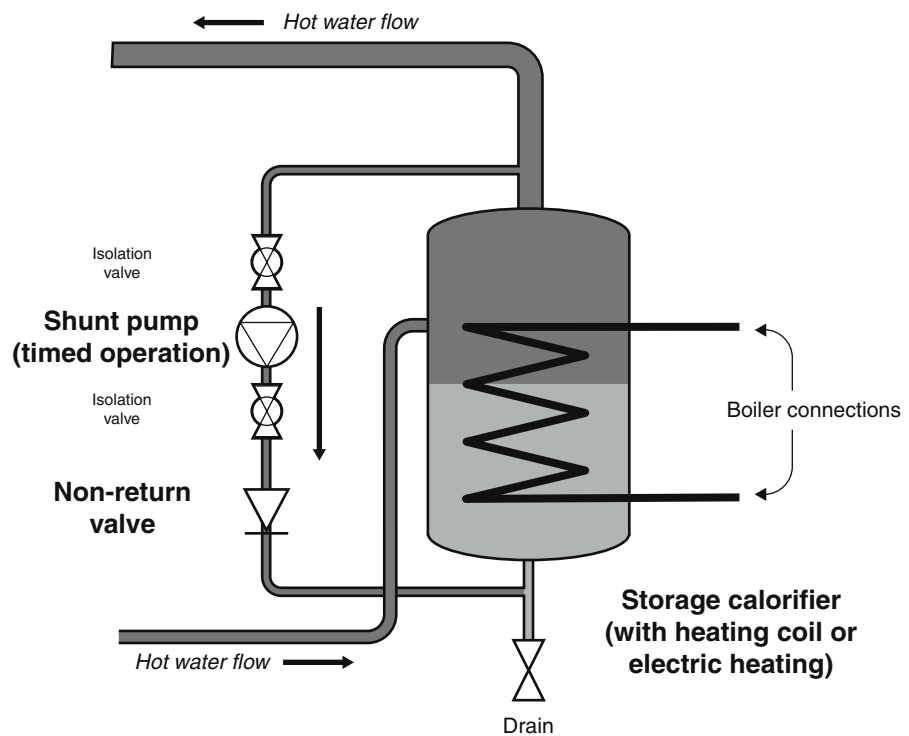 Hot water flow
Isolation
valve
Shunt pump
(timed operation)
Isolation
valve
Boiler connections
Non-return
valve
Storage calorifier
(with heating coil or
electric heating)
Hot water flow
Drain